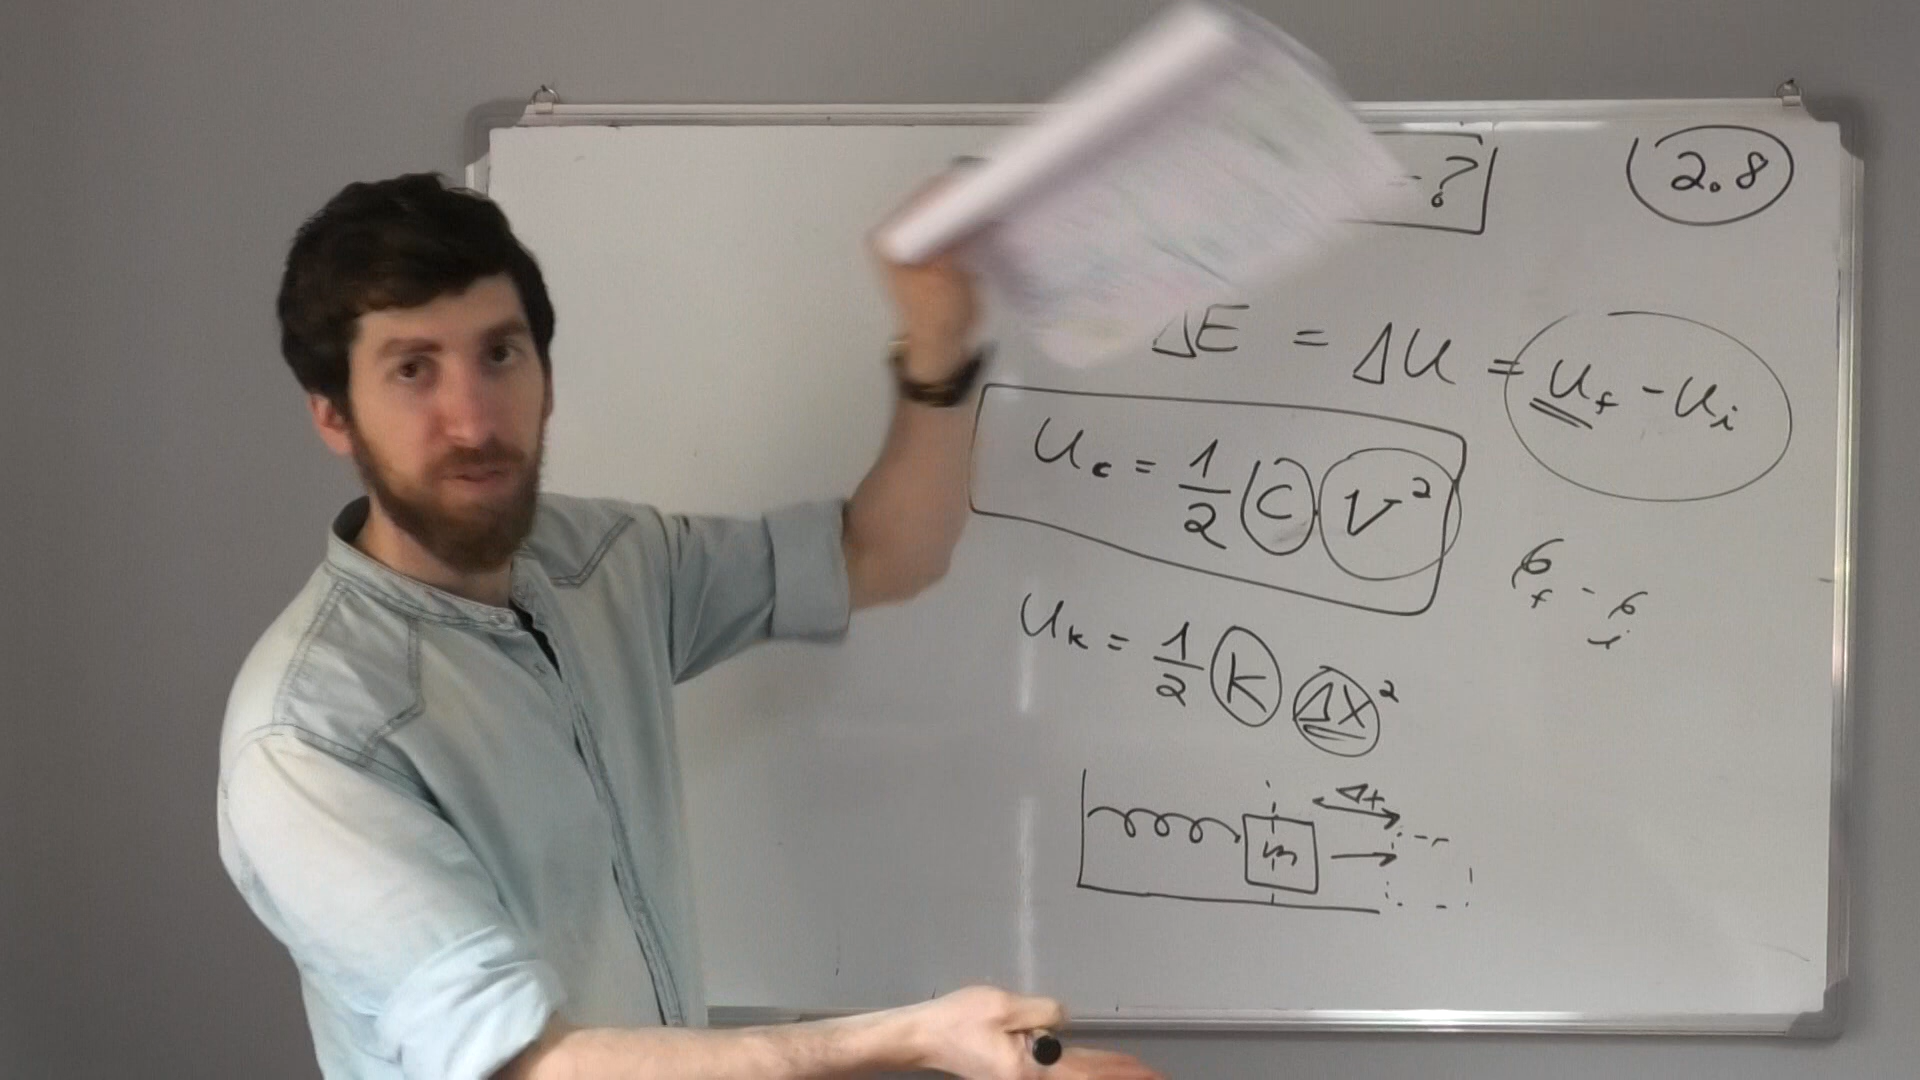 - ?
2.8
ΔE = ΔU = U_f - U_i
U_c = 1/2 C V²
6_f - 6_i
U_k = 1/2 k Δx²
Δx
m